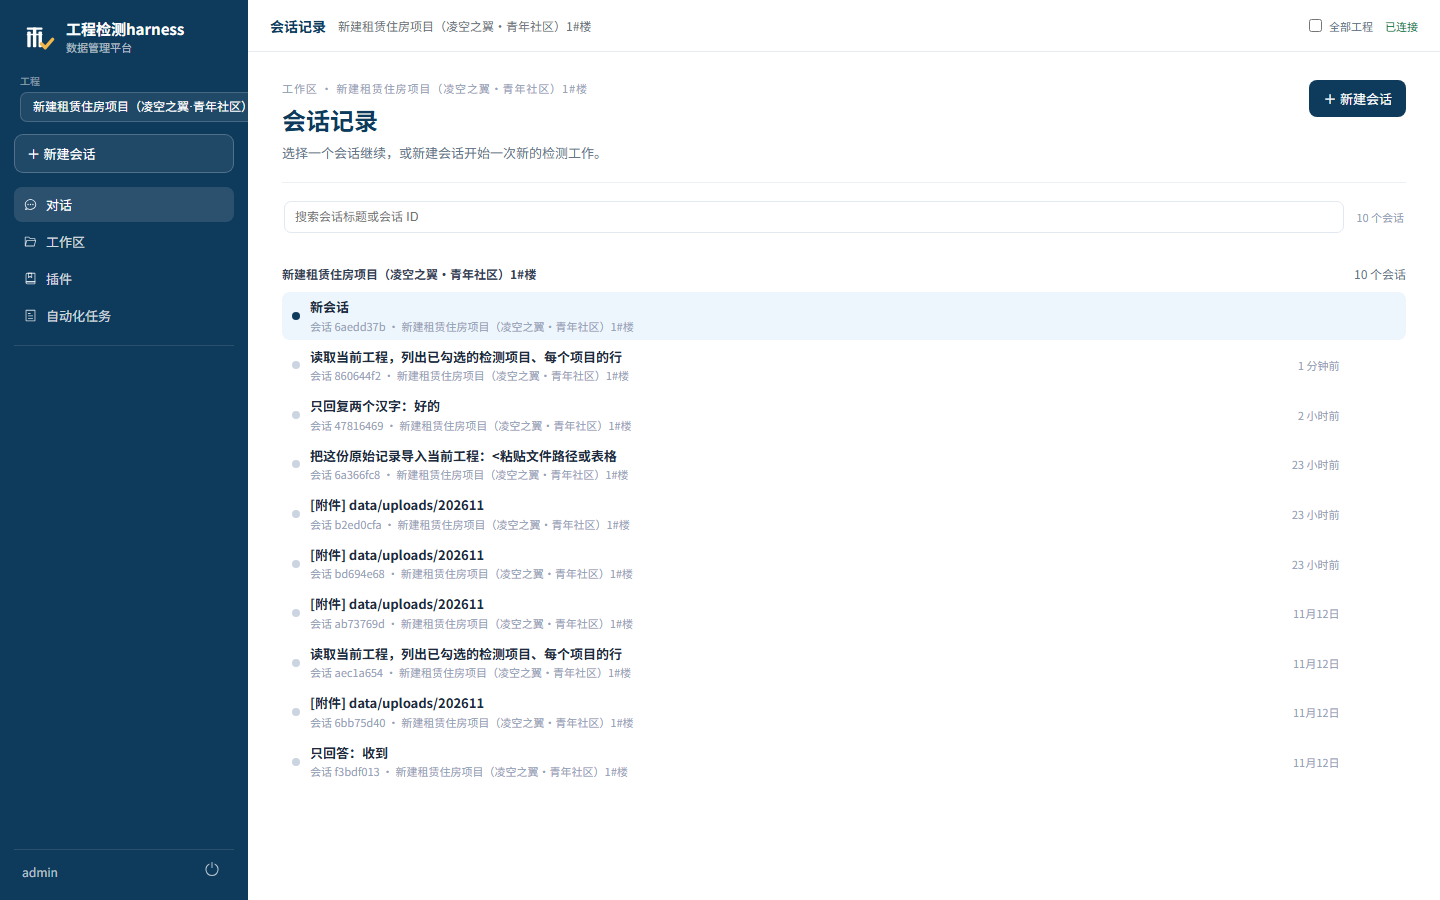 工程检测harness
数据管理平台
工程
新建租赁住房项目（凌空之翼·青年社区）
+ 新建会话
对话
工作区
插件
自动化任务
admin
会话记录 新建租赁住房项目（凌空之翼·青年社区）1#楼
全部工程 已连接
工作区 · 新建租赁住房项目（凌空之翼·青年社区）1#楼
会话记录
选择一个会话继续，或新建会话开始一次新的检测工作。
+ 新建会话
搜索会话标题或会话 ID
10 个会话
新建租赁住房项目（凌空之翼·青年社区）1#楼 10 个会话
新会话
会话 6aedd37b · 新建租赁住房项目（凌空之翼·青年社区）1#楼
读取当前工程，列出已勾选的检测项目、每个项目的行
会话 860644f2 · 新建租赁住房项目（凌空之翼·青年社区）1#楼
1 分钟前
只回复两个汉字：好的
会话 47816469 · 新建租赁住房项目（凌空之翼·青年社区）1#楼
2 小时前
把这份原始记录导入当前工程：<粘贴文件路径或表格
会话 6a366fc8 · 新建租赁住房项目（凌空之翼·青年社区）1#楼
23 小时前
[附件] data/uploads/202611
会话 b2ed0cfa · 新建租赁住房项目（凌空之翼·青年社区）1#楼
23 小时前
[附件] data/uploads/202611
会话 bd694e68 · 新建租赁住房项目（凌空之翼·青年社区）1#楼
23 小时前
[附件] data/uploads/202611
会话 ab73769d · 新建租赁住房项目（凌空之翼·青年社区）1#楼
11月12日
读取当前工程，列出已勾选的检测项目、每个项目的行
会话 aec1a654 · 新建租赁住房项目（凌空之翼·青年社区）1#楼
11月12日
[附件] data/uploads/202611
会话 6bb75d40 · 新建租赁住房项目（凌空之翼·青年社区）1#楼
11月12日
只回答：收到
会话 f3bdf013 · 新建租赁住房项目（凌空之翼·青年社区）1#楼
11月12日